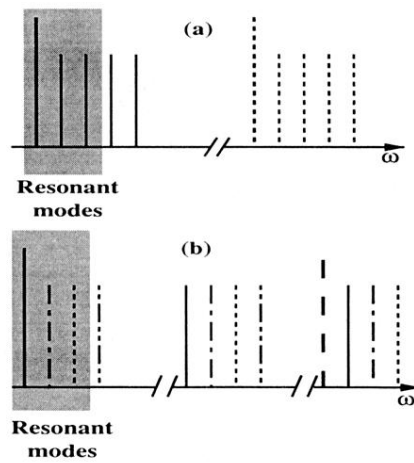 (a)
ω
Resonant
modes
(b)
ω
Resonant
modes